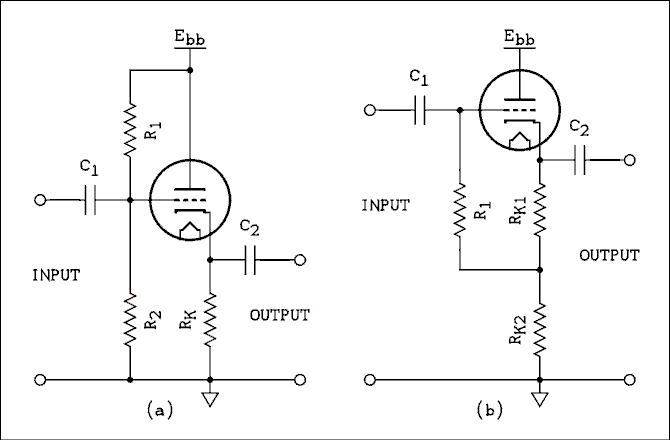 Ebb
R1
C1
C2
INPUT
R2
RK
OUTPUT
(a)
Ebb
C1
C2
INPUT
R1
RK1
OUTPUT
RK2
(b)